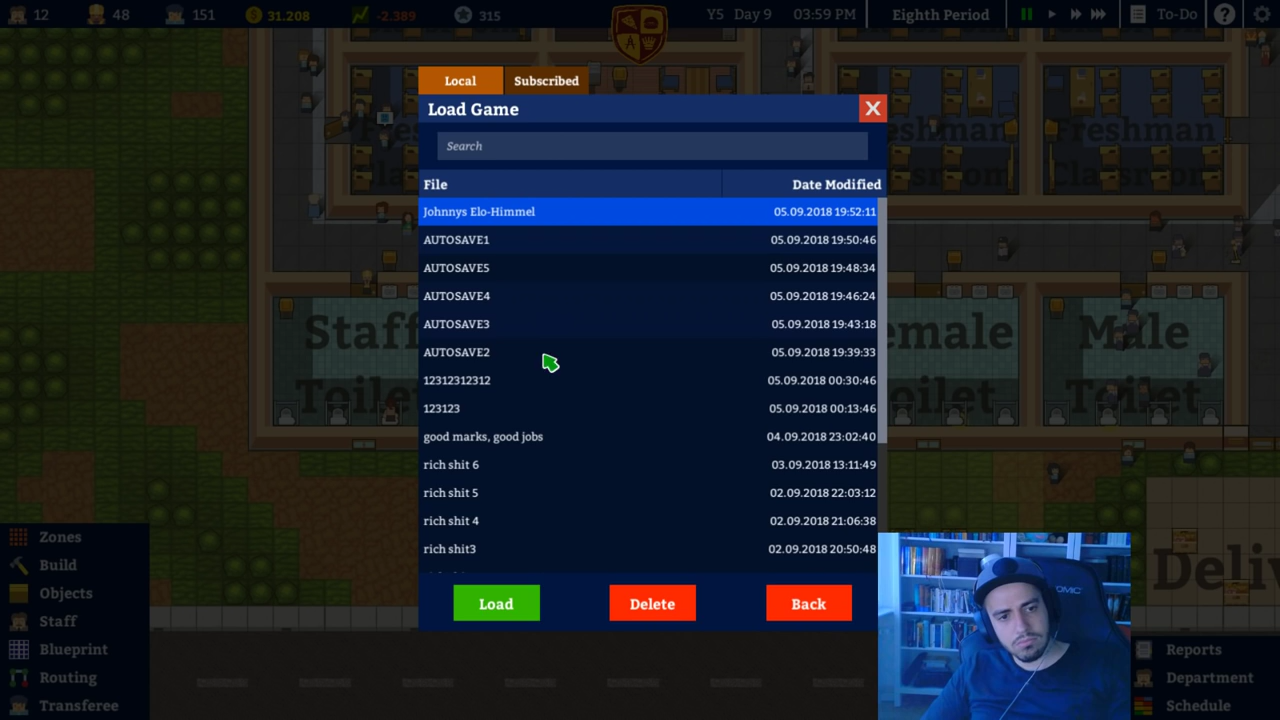 12 48 151 31.208 -2.389 315 Y5 Day 9 03:59 PM Eighth Period To-Do ?
Local Subscribed
Load Game X
Search
File Date Modified
Johnnys Elo-Himmel 05.09.2018 19:52:11
AUTOSAVE1 05.09.2018 19:50:46
AUTOSAVE5 05.09.2018 19:48:34
AUTOSAVE4 05.09.2018 19:46:24
AUTOSAVE3 05.09.2018 19:43:18
AUTOSAVE2 05.09.2018 19:39:33
12312312312 05.09.2018 00:30:46
123123 05.09.2018 00:13:46
good marks, good jobs 04.09.2018 23:02:40
rich shit 6 03.09.2018 13:11:49
rich shit 5 02.09.2018 22:03:12
rich shit 4 02.09.2018 21:06:38
rich shit3 02.09.2018 20:50:48
Load Delete Back
Freshman
Classroom
Staff
Toilet
Male
Toilet
Zones
Build
Objects
Staff
Blueprint
Routing
Transferee
Reports
Department
Schedule